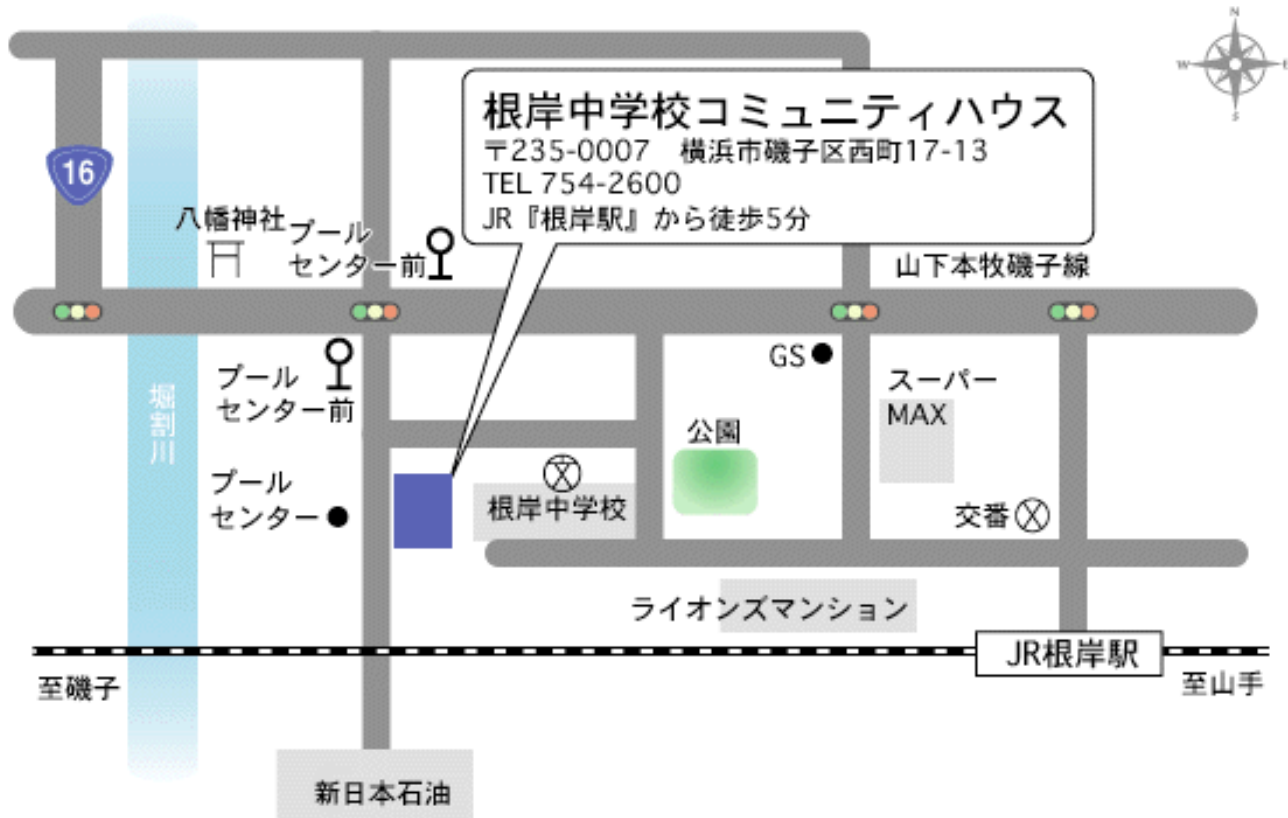 N
W
E
S
根岸中学校コミュニティハウス
〒235-0007 横浜市磯子区西町17-13
TEL 754-2600
JR『根岸駅』から徒歩5分
16
八幡神社
プール
センター前
山下本牧磯子線
プール
センター前
GS
スーパー
MAX
堀割川
公園
プール
センター
文
根岸中学校
交番
ライオンズマンション
JR根岸駅
至磯子
至山手
新日本石油